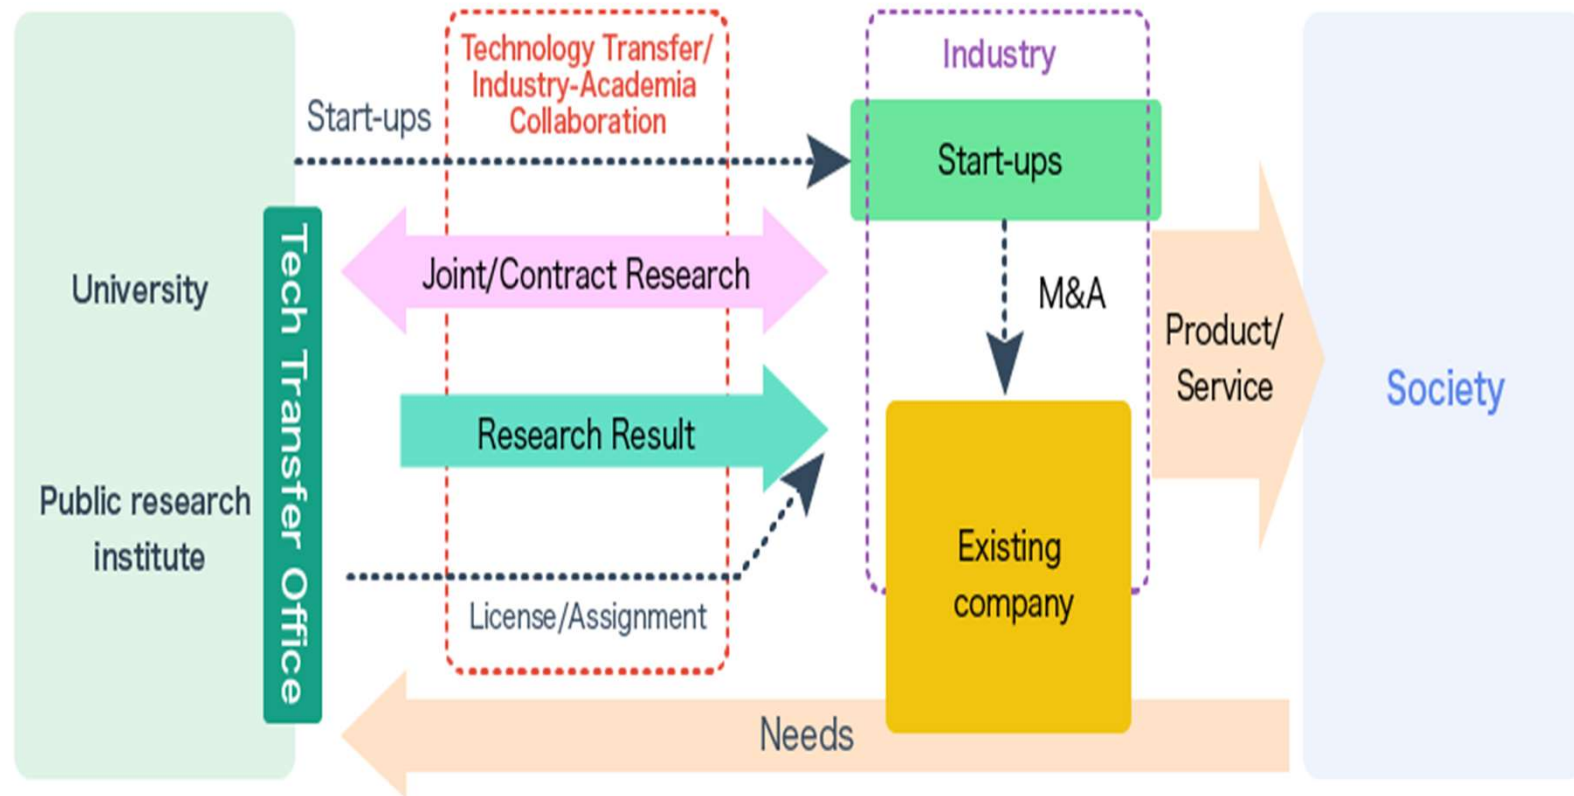 Technology Transfer/
Industry-Academia
Collaboration
Industry
Start-ups
Start-ups
Tech Transfer Office
University
Joint/Contract Research
M&A
Product/
Service
Society
Research Result
Public research
institute
Existing
company
License/Assignment
Needs